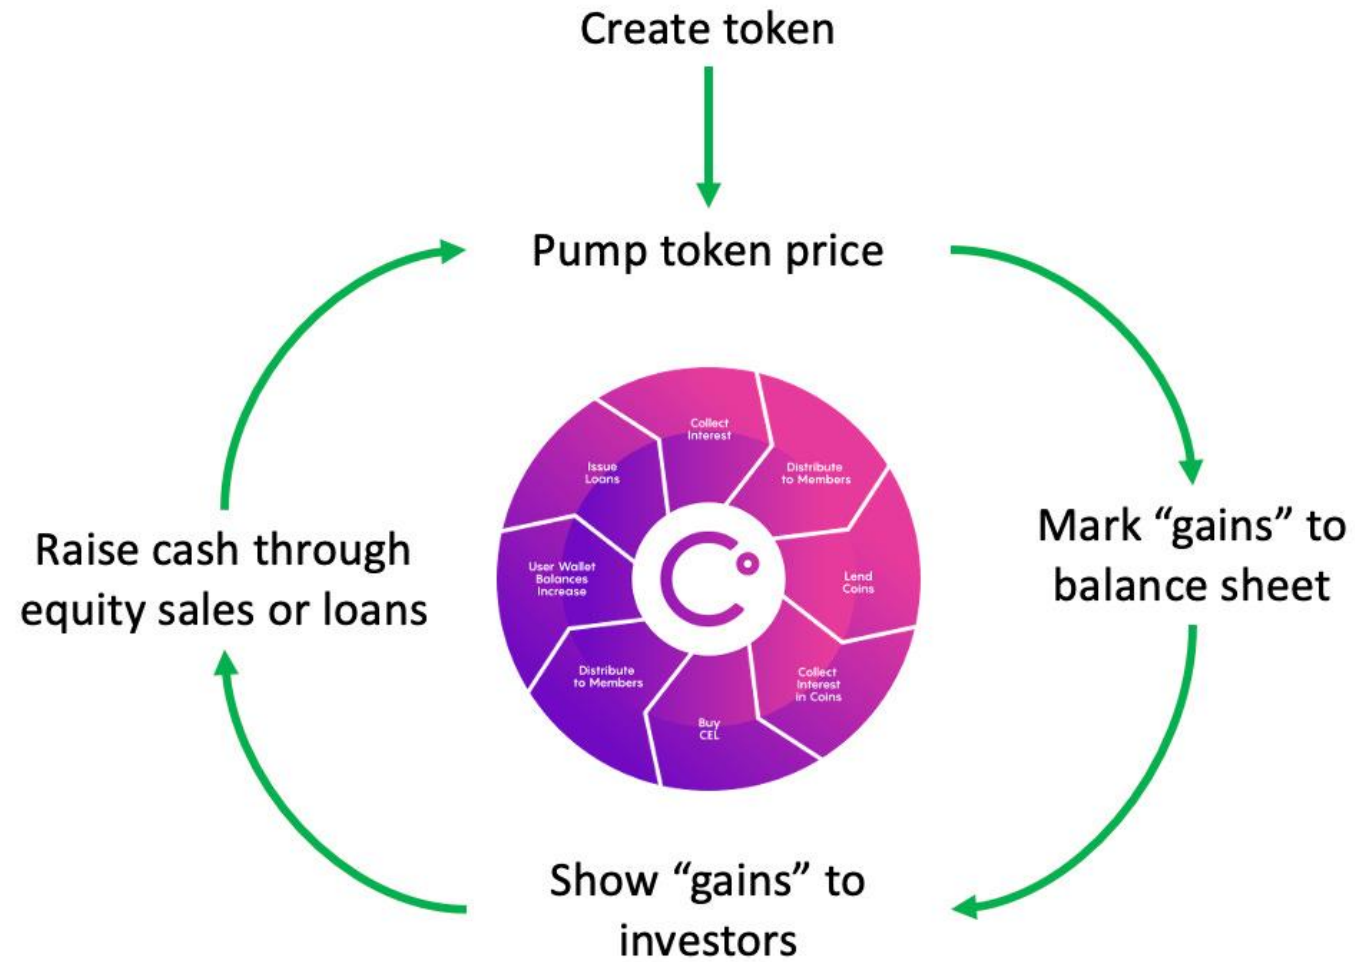 Create token
Pump token price
Mark “gains” to
balance sheet
Show “gains” to
investors
Raise cash through
equity sales or loans
Collect
Interest
Distribute
to Members
Lend
Coins
Collect
Interest
in Coins
Buy
CEL
Distribute
to Members
User Wallet
Balances
Increase
Issue
Loans